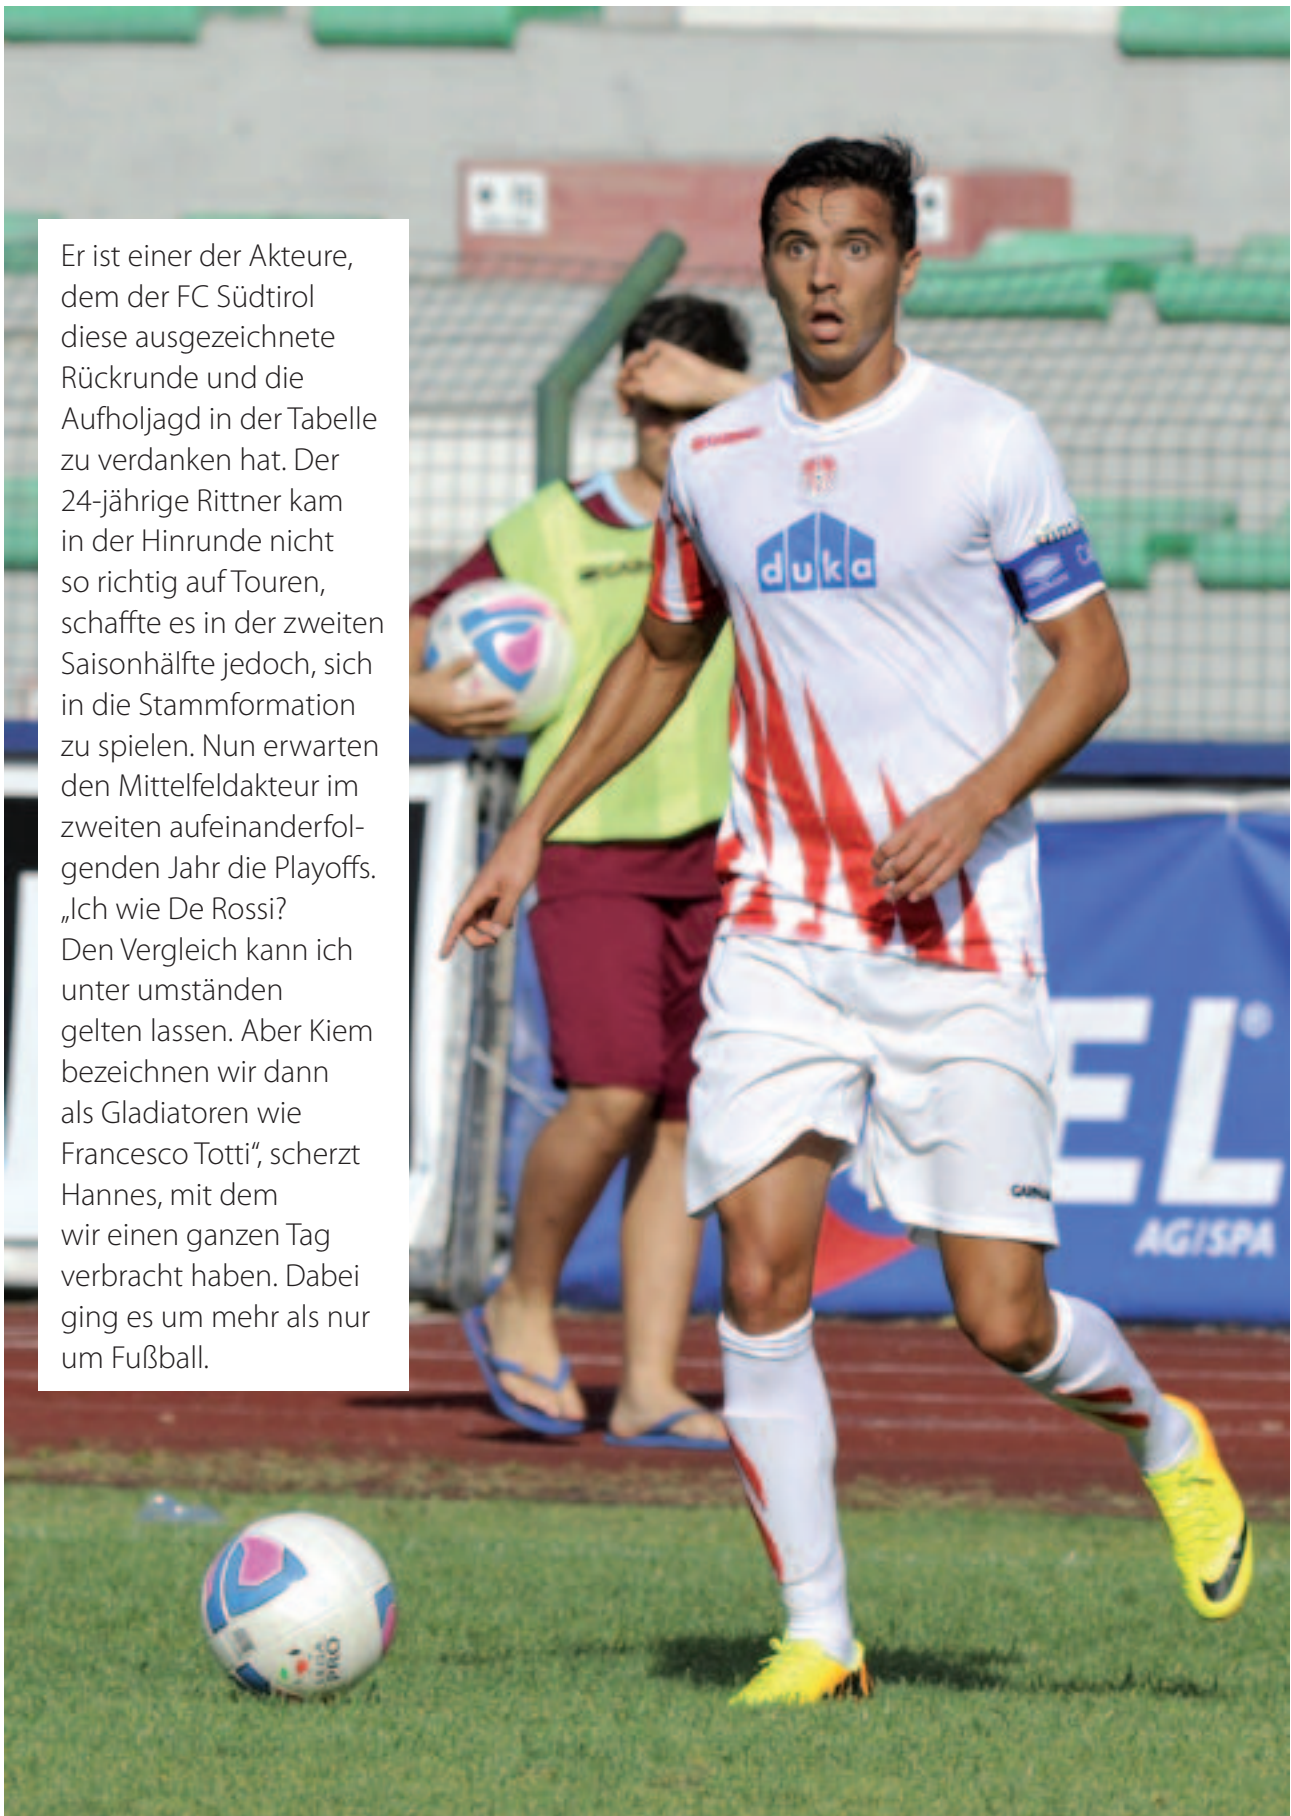 Er ist einer der Akteure,
dem der FC Südtirol
diese ausgezeichnete
Rückrunde und die
Aufholjagd in der Tabelle
zu verdanken hat. Der
24-jährige Rittner kam
in der Hinrunde nicht
so richtig auf Touren,
schaffte es in der zweiten
Saisonhälfte jedoch, sich
in die Stammformation
zu spielen. Nun erwarten
den Mittelfeldakteur im
zweiten aufeinanderfol-
genden Jahr die Playoffs.
„Ich wie De Rossi?
Den Vergleich kann ich
unter umständen
gelten lassen. Aber Kiem
bezeichnen wir dann
als Gladiatoren wie
Francesco Totti“, scherzt
Hannes, mit dem
wir einen ganzen Tag
verbracht haben. Dabei
ging es um mehr als nur
um Fußball.
duka
EL®
AG/SPA
PRO